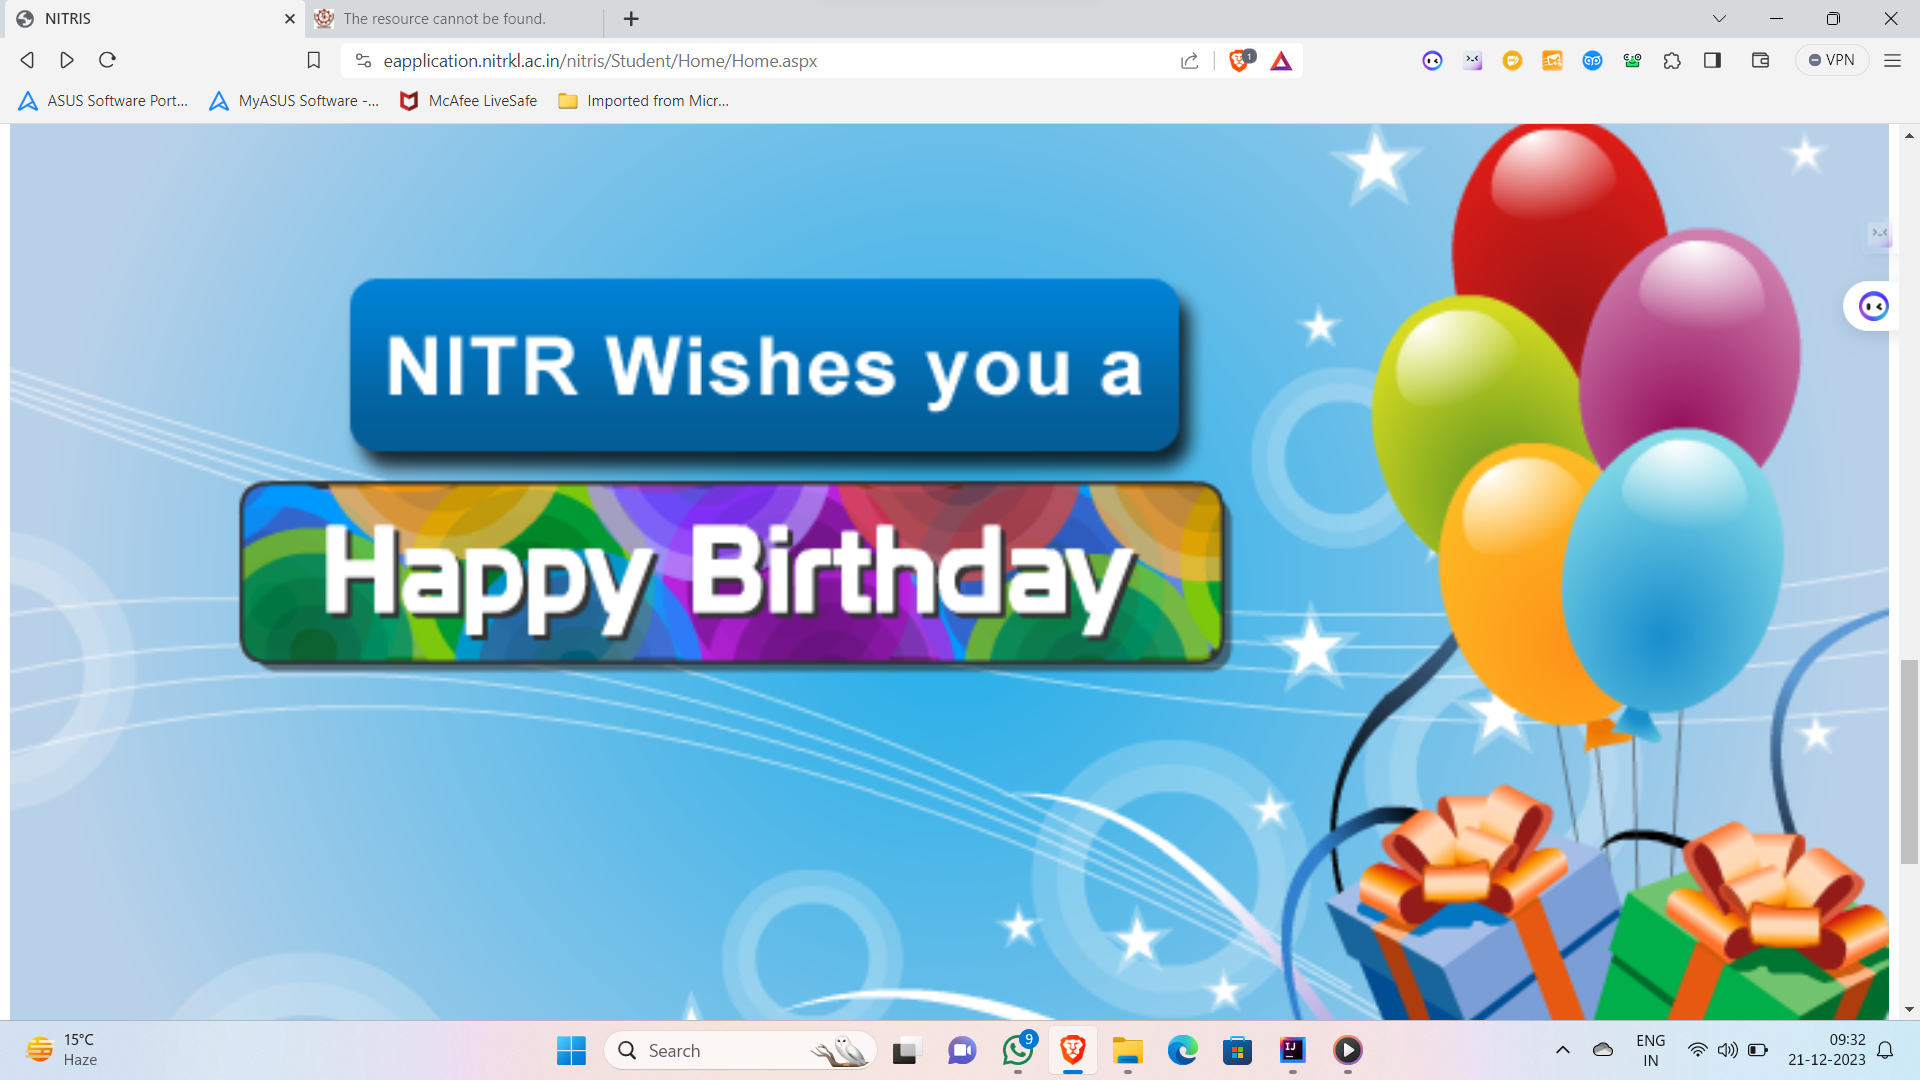 NITRIS
The resource cannot be found.
eapplication.nitrkl.ac.in/nitris/Student/Home/Home.aspx
1
VPN
ASUS Software Port...
MyASUS Software -...
McAfee LiveSafe
Imported from Micr...
NITR Wishes you a
Happy Birthday
15°C
Haze
Search
9
ENG
IN
09:32
21-12-2023